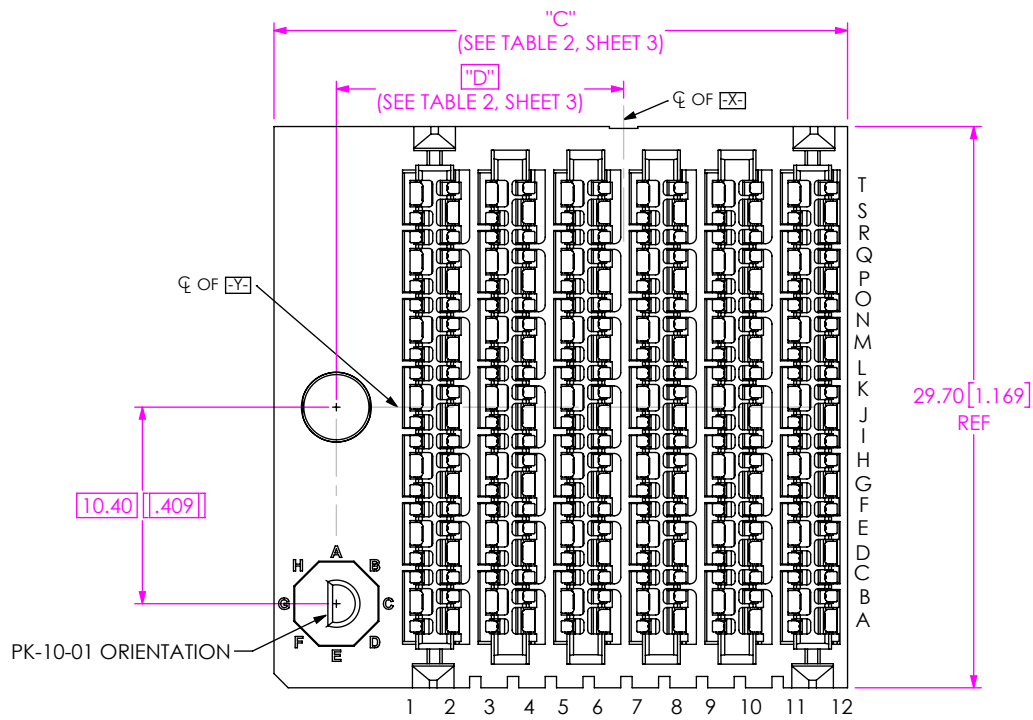 "C"
(SEE TABLE 2, SHEET 3)
"D"
(SEE TABLE 2, SHEET 3)
℄ OF -X-
℄ OF -Y-
T
S
R
Q
P
O
N
M
L
K
J
I
H
G
F
E
D
C
B
A
29.70[1.169]
REF
10.40 [.409]
A
H B
G C
F D
E
PK-10-01 ORIENTATION
1 2 3 4 5 6 7 8 9 10 11 12